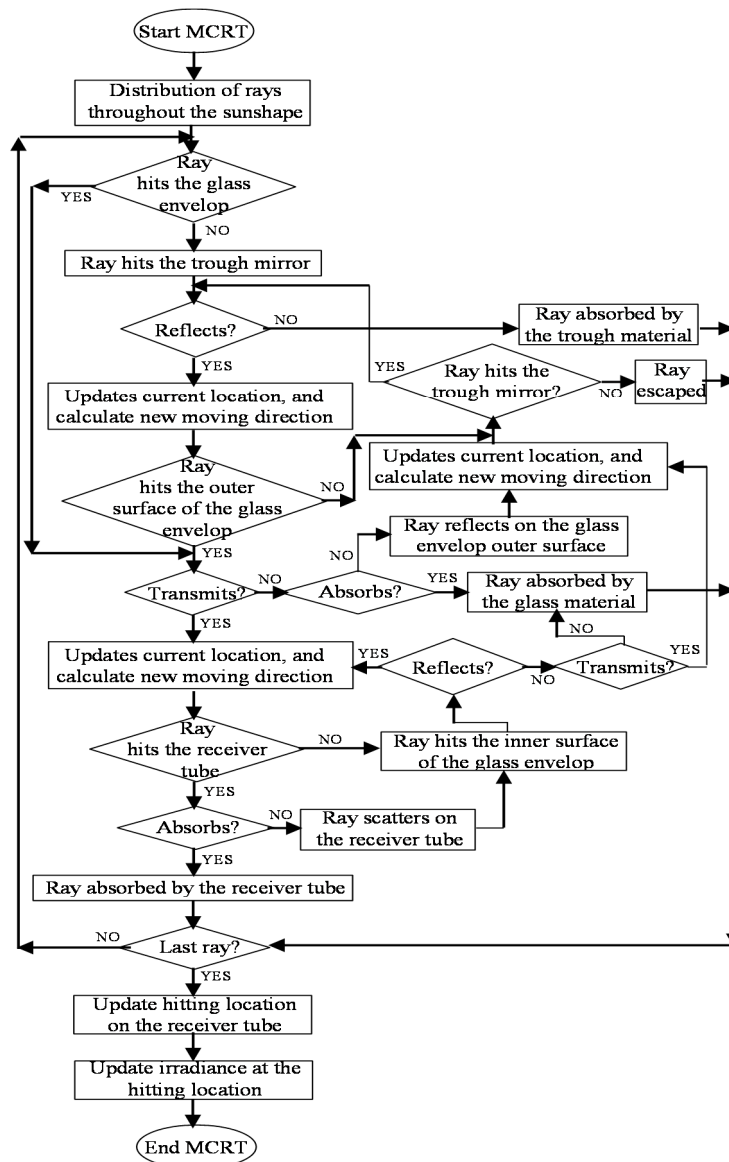 Start MCRT
Distribution of rays
throughout the sunshape
Ray
hits the glass
envelop
YES
NO
Ray hits the trough mirror
Reflects?
NO
Ray absorbed by
the trough material
YES
YES
Ray hits the
trough mirror?
NO
Ray
escaped
Updates current location, and
calculate new moving direction
Ray
hits the outer
surface of the glass
envelop
NO
YES
Updates current location, and
calculate new moving direction
Ray reflects on the glass
envelop outer surface
NO
Transmits?
NO
Absorbs?
YES
Ray absorbed by
the glass material
YES
NO
Updates current location, and
calculate new moving direction
YES
Reflects?
NO
Transmits?
YES
Ray
hits the receiver
tube
NO
Ray hits the inner surface
of the glass envelop
YES
Absorbs?
NO
Ray scatters on
the receiver tube
YES
Ray absorbed by the receiver tube
NO
Last ray?
YES
Update hitting location
on the receiver tube
Update irradiance at the
hitting location
End MCRT